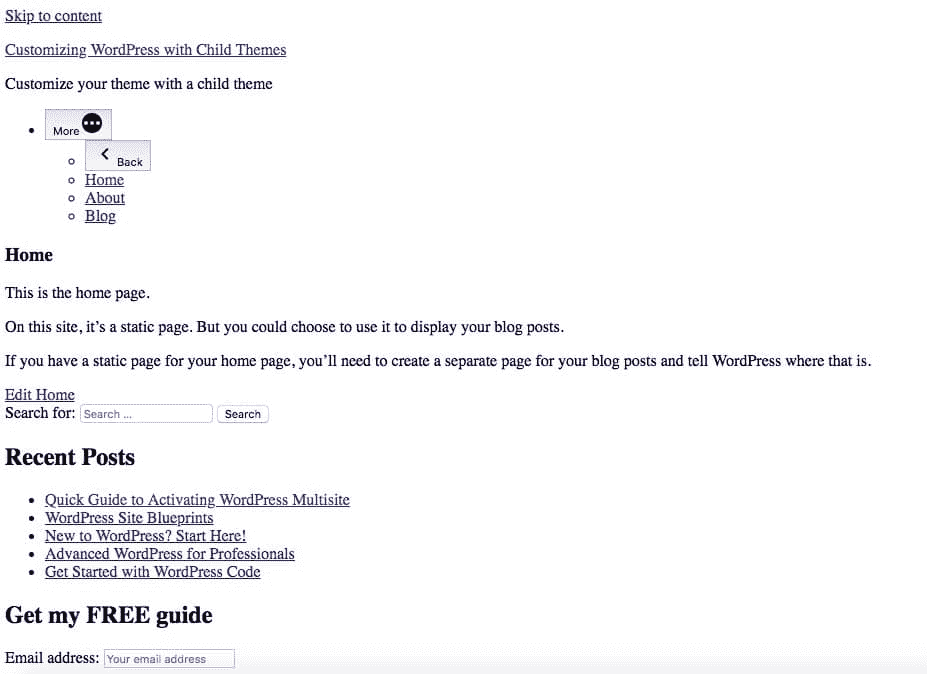 Skip to content
Customizing WordPress with Child Themes
Customize your theme with a child theme
More
Back
Home
About
Blog
Home
This is the home page.
On this site, it’s a static page. But you could choose to use it to display your blog posts.
If you have a static page for your home page, you’ll need to create a separate page for your blog posts and tell WordPress where that is.
Edit Home
Search for: Search ... Search
Recent Posts
Quick Guide to Activating WordPress Multisite
WordPress Site Blueprints
New to WordPress? Start Here!
Advanced WordPress for Professionals
Get Started with WordPress Code
Get my FREE guide
Email address: Your email address